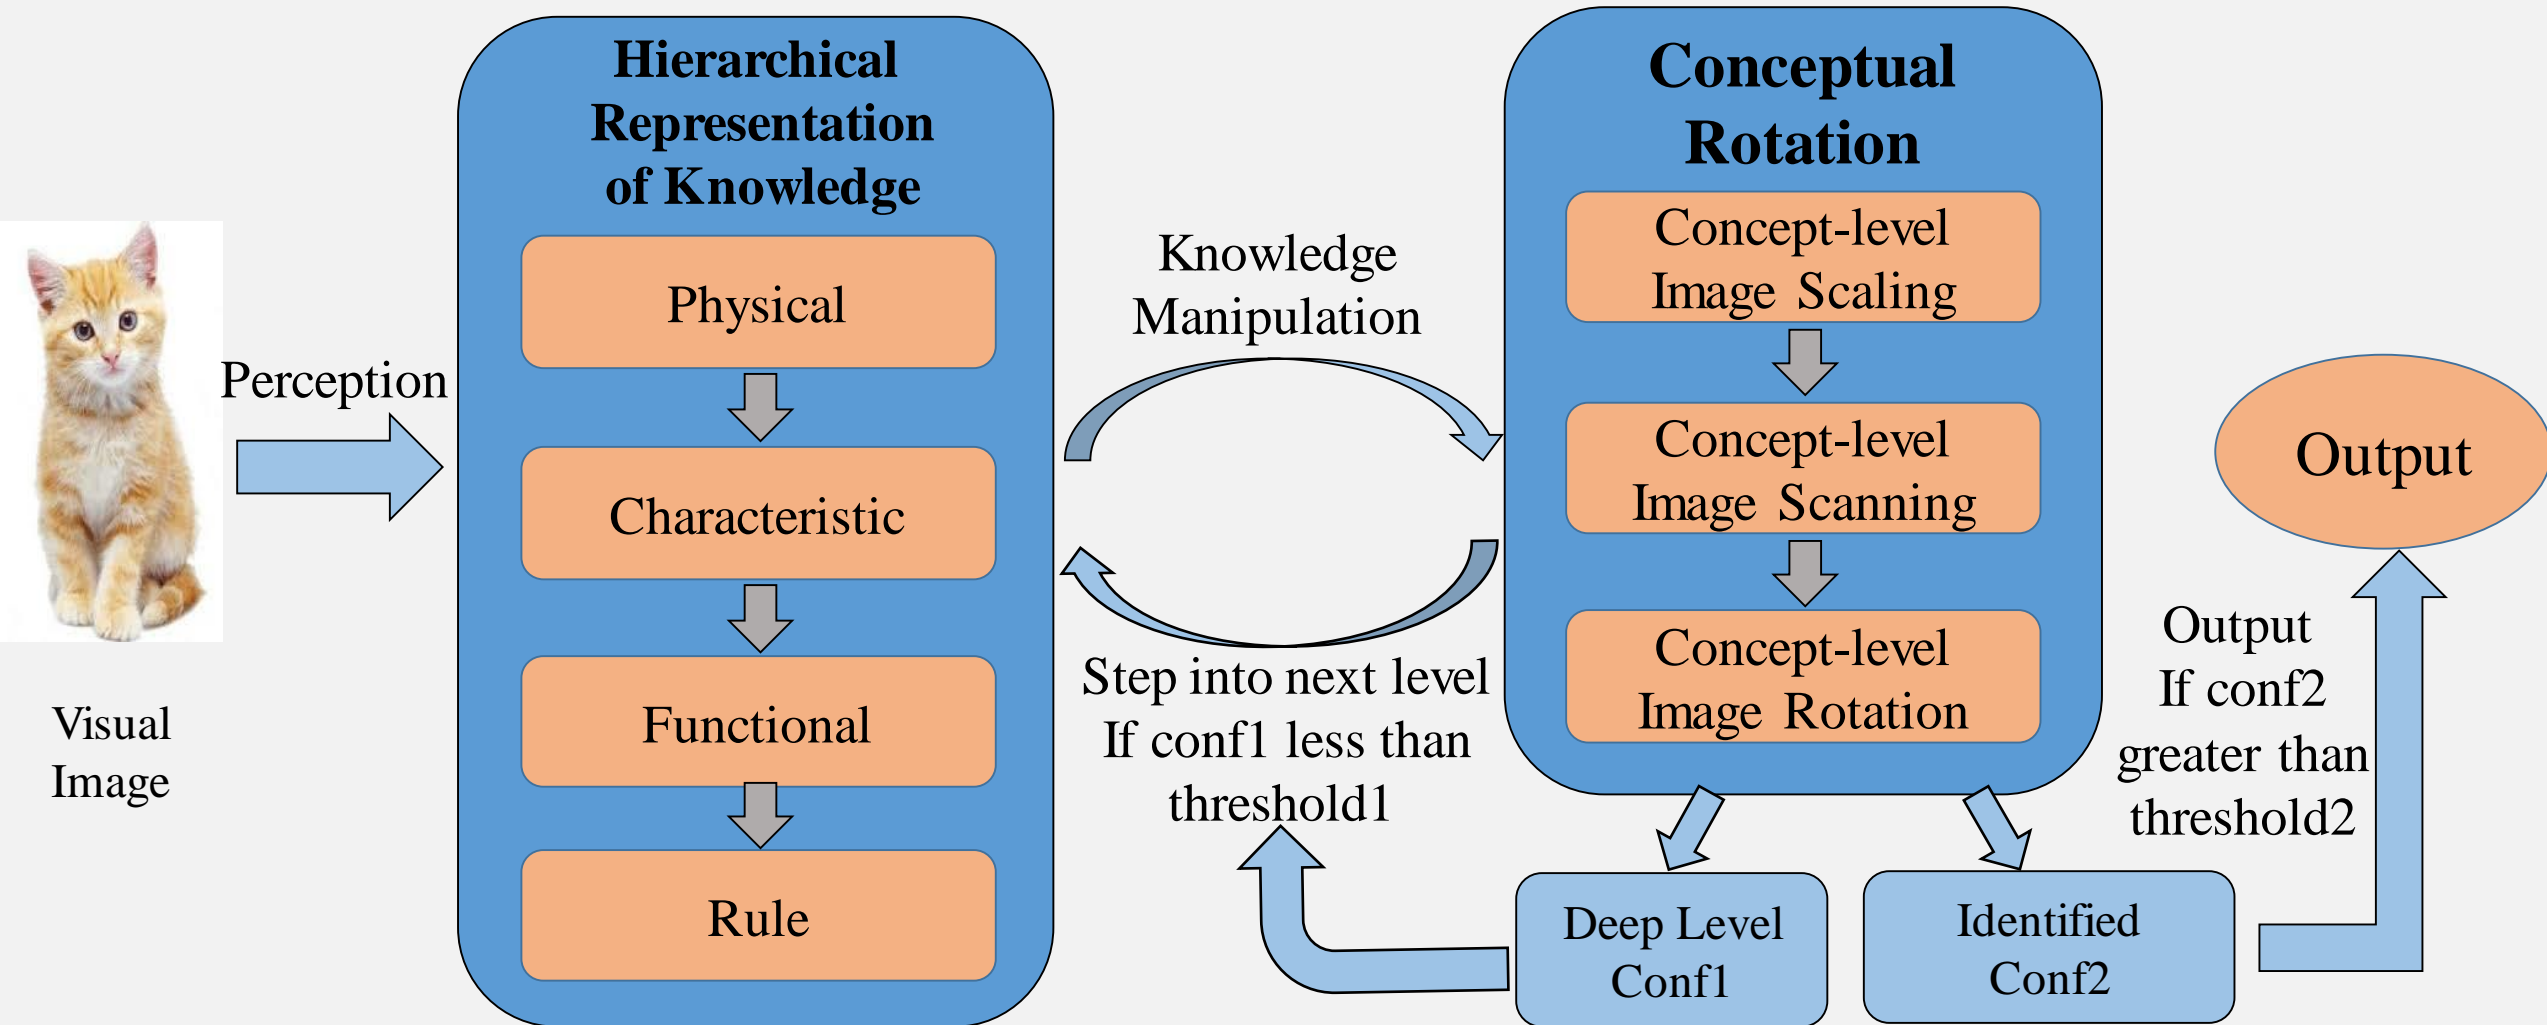 Visual
Image
Perception
Hierarchical
Representation
of Knowledge
Physical
Characteristic
Functional
Rule
Knowledge
Manipulation
Step into next level
If conf1 less than
threshold1
Conceptual
Rotation
Concept-level
Image Scaling
Concept-level
Image Scanning
Concept-level
Image Rotation
Deep Level
Conf1
Identified
Conf2
Output
If conf2
greater than
threshold2
Output